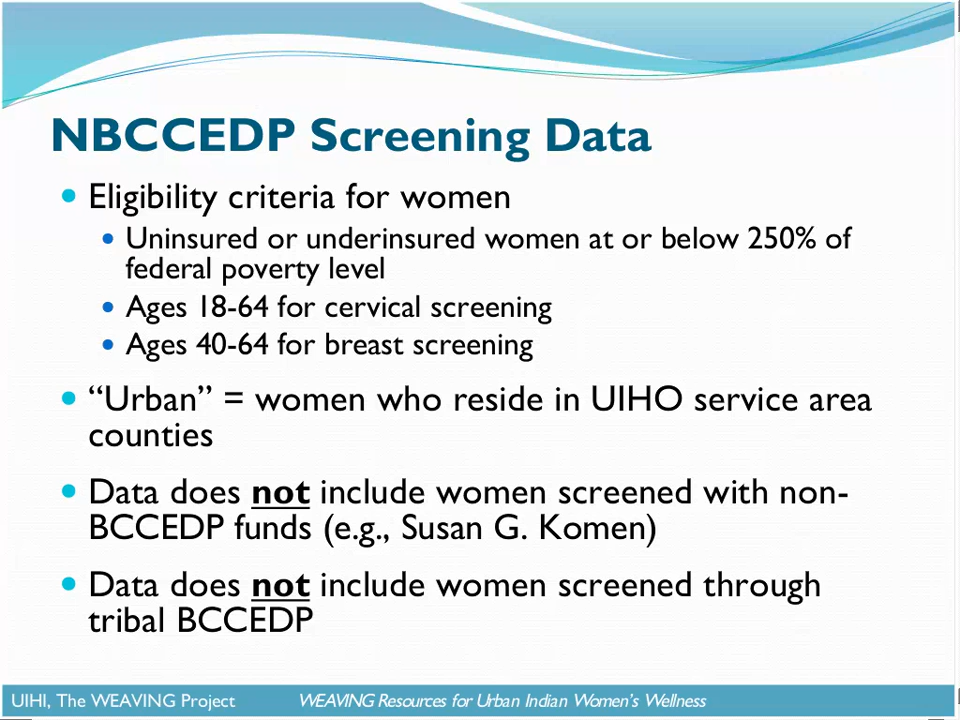 NBCCEDP Screening Data
Eligibility criteria for women
Uninsured or underinsured women at or below 250% of
federal poverty level
Ages 18-64 for cervical screening
Ages 40-64 for breast screening
“Urban” = women who reside in UIHO service area
counties
Data does not include women screened with non-
BCCEDP funds (e.g., Susan G. Komen)
Data does not include women screened through
tribal BCCEDP
UIHI, The WEAVING Project WEAVING Resources for Urban Indian Women’s Wellness